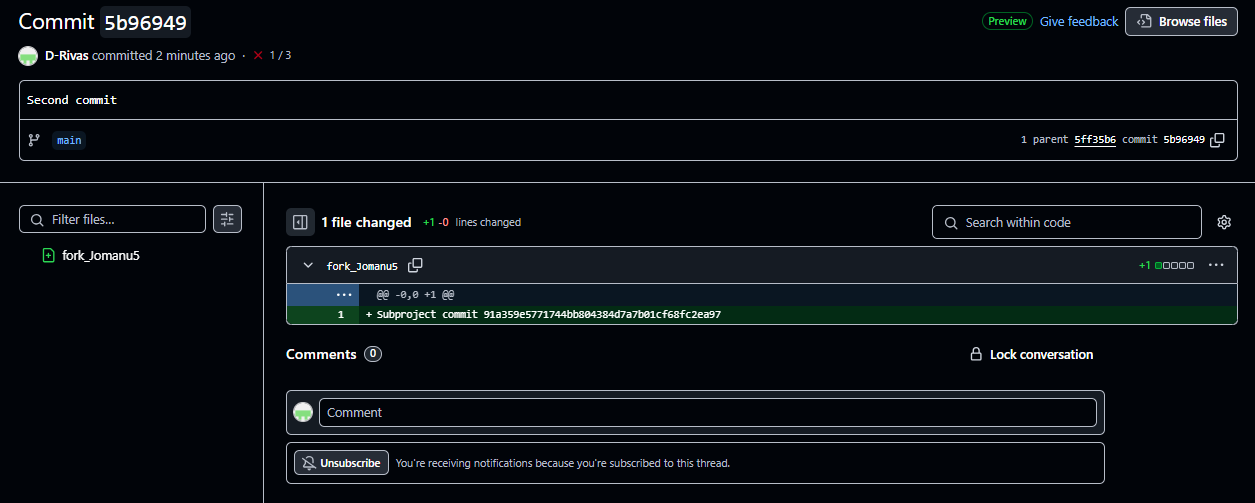 Commit 5b96949
Preview Give feedback Browse files
D-Rivas committed 2 minutes ago · 1 / 3
Second commit
main
1 parent 5ff35b6 commit 5b96949
Filter files...
fork_Jomanu5
1 file changed +1 -0 lines changed
Search within code
fork_Jomanu5
+1
@@ -0,0 +1 @@
1 + Subproject commit 91a359e5771744bb804384d7a7b01cf68fc2ea97
Comments 0
Lock conversation
Comment
Unsubscribe You're receiving notifications because you're subscribed to this thread.